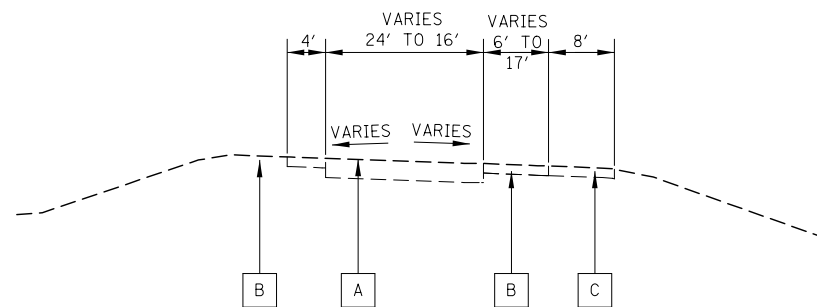 VARIES
24' TO 16'
VARIES
6' TO
17'
4'
8'
VARIES
VARIES
B
A
B
C